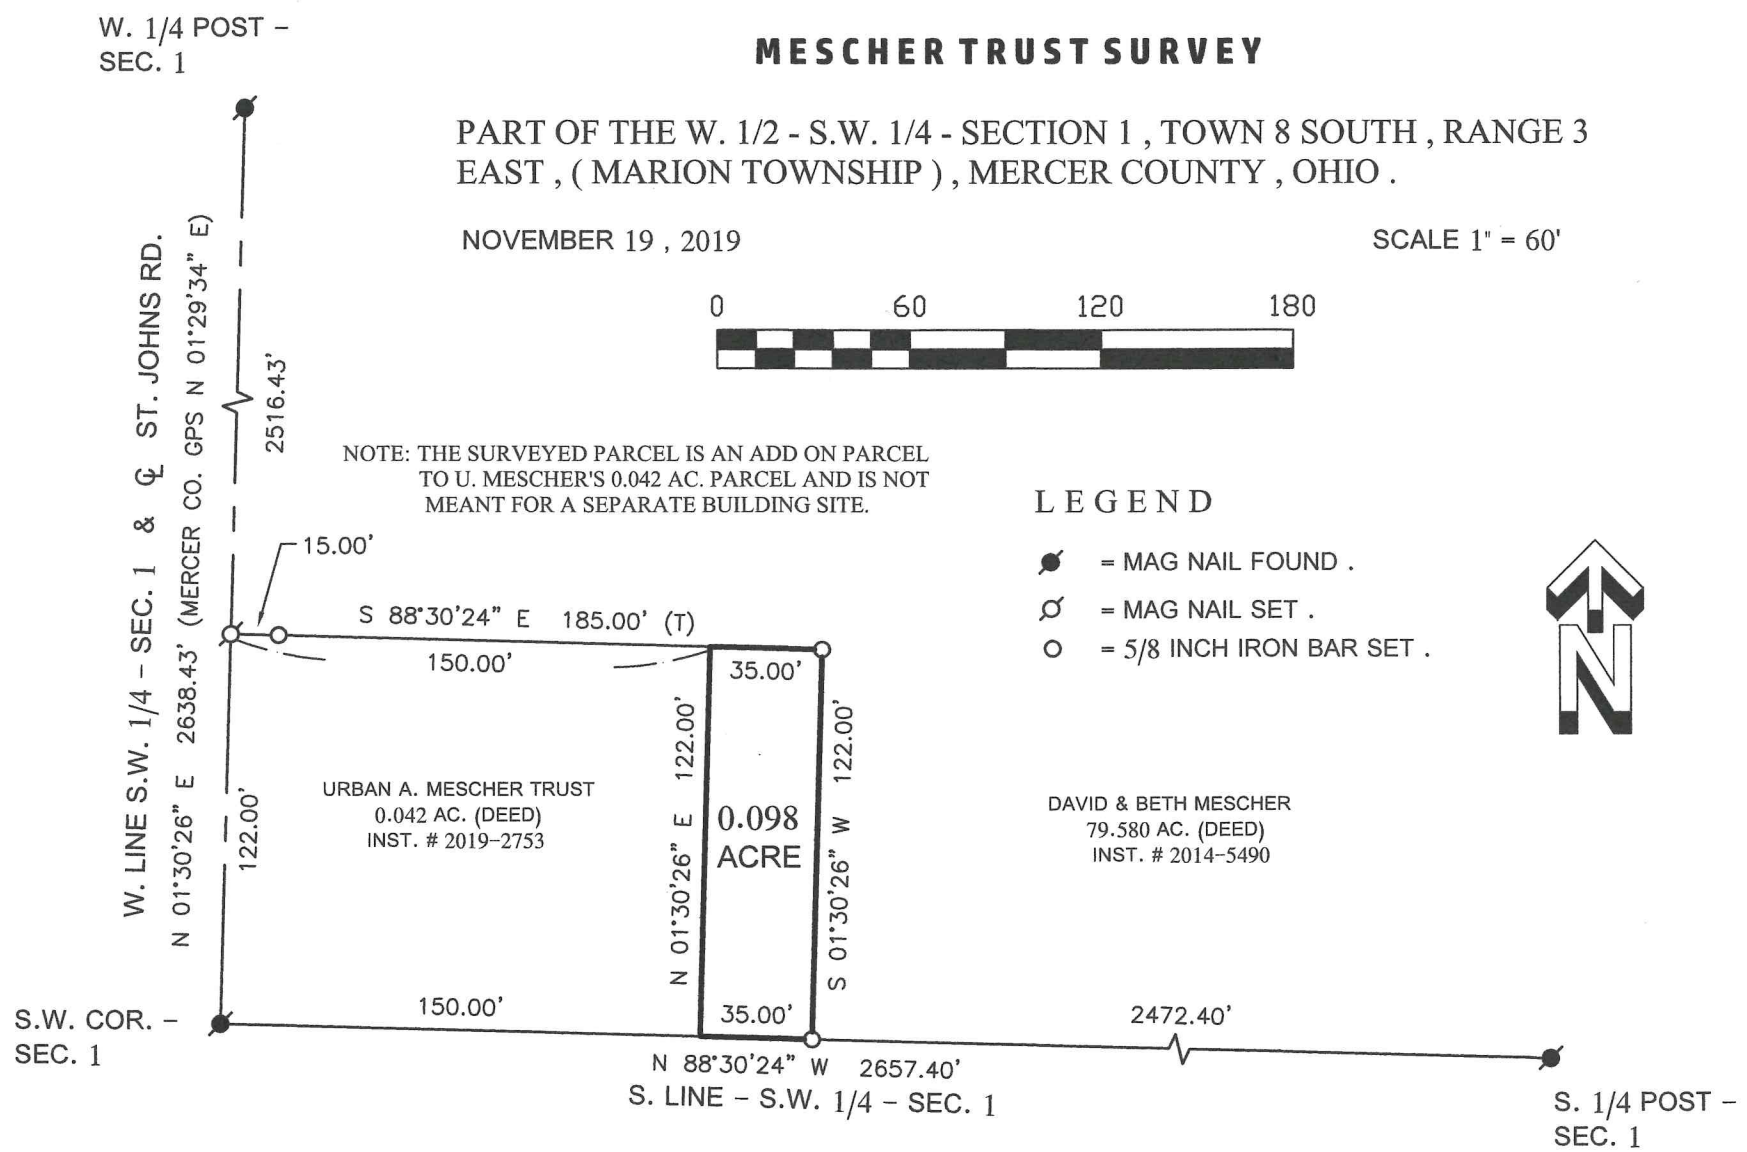 W. 1/4 POST –
SEC. 1
MESCHER TRUST SURVEY
PART OF THE W. 1/2 - S.W. 1/4 - SECTION 1 , TOWN 8 SOUTH , RANGE 3
EAST , ( MARION TOWNSHIP ) , MERCER COUNTY , OHIO .
NOVEMBER 19 , 2019
SCALE 1" = 60'
0 60 120 180
W. LINE S.W. 1/4 – SEC. 1 & ℄ ST. JOHNS RD.
N 01°30'26" E 2638.43' (MERCER CO. GPS N 01°29'34" E)
2516.43'
NOTE: THE SURVEYED PARCEL IS AN ADD ON PARCEL
TO U. MESCHER'S 0.042 AC. PARCEL AND IS NOT
MEANT FOR A SEPARATE BUILDING SITE.
LEGEND
= MAG NAIL FOUND .
= MAG NAIL SET .
= 5/8 INCH IRON BAR SET .
N
15.00'
S 88°30'24" E 185.00' (T)
150.00'
35.00'
122.00'
N 01°30'26" E 122.00'
S 01°30'26" W 122.00'
URBAN A. MESCHER TRUST
0.042 AC. (DEED)
INST. # 2019–2753
0.098
ACRE
DAVID & BETH MESCHER
79.580 AC. (DEED)
INST. # 2014–5490
S.W. COR. –
SEC. 1
150.00'
35.00'
2472.40'
N 88°30'24" W 2657.40'
S. LINE – S.W. 1/4 – SEC. 1
S. 1/4 POST –
SEC. 1